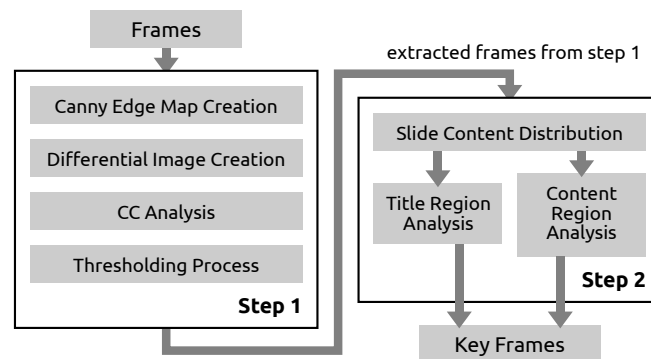 Frames
Canny Edge Map Creation
Differential Image Creation
CC Analysis
Thresholding Process
Step 1
extracted frames from step 1
Slide Content Distribution
Title Region
Analysis
Content
Region
Analysis
Step 2
Key Frames